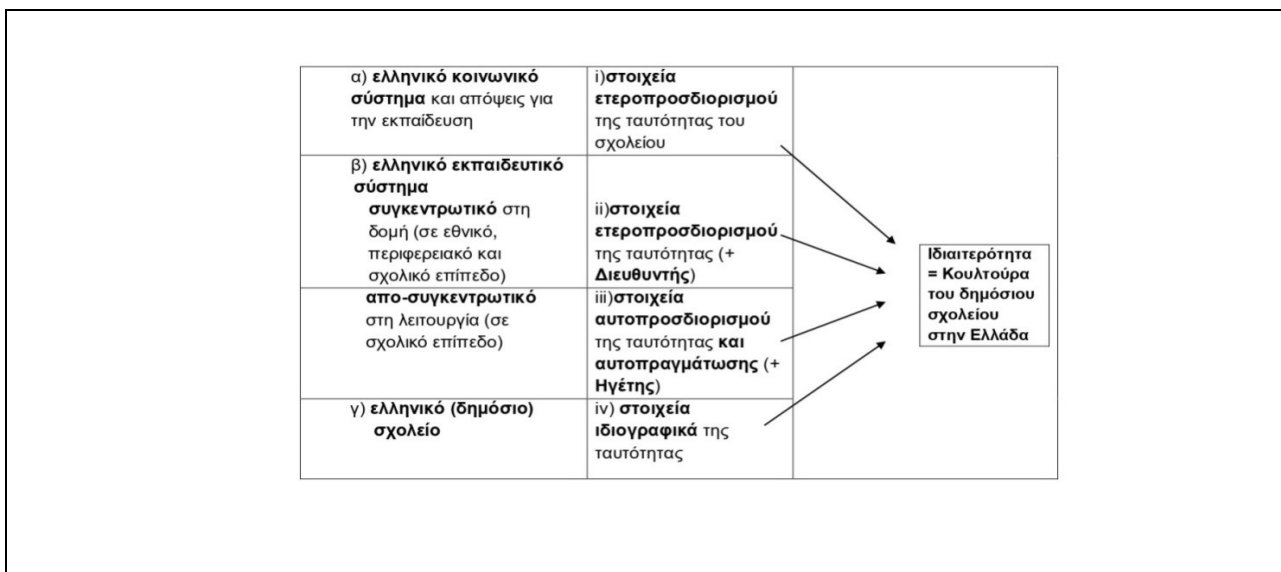 α) ελληνικό κοινωνικό
σύστημα και απόψεις για
την εκπαίδευση
i)στοιχεία
ετεροπροσδιορισμού
της ταυτότητας του
σχολείου
β) ελληνικό εκπαιδευτικό
σύστημα
συγκεντρωτικό στη
δομή (σε εθνικό,
περιφερειακό και
σχολικό επίπεδο)
ii)στοιχεία
ετεροπροσδιορισμού
της ταυτότητας (+
Διευθυντής)
απο-συγκεντρωτικό
στη λειτουργία (σε
σχολικό επίπεδο)
iii)στοιχεία
αυτοπροσδιορισμού
της ταυτότητας και
αυτοπραγμάτωσης (+
Ηγέτης)
γ) ελληνικό (δημόσιο)
σχολείο
iv) στοιχεία
ιδιογραφικά της
ταυτότητας
Ιδιαιτερότητα
= Κουλτούρα
του δημόσιου
σχολείου
στην Ελλάδα